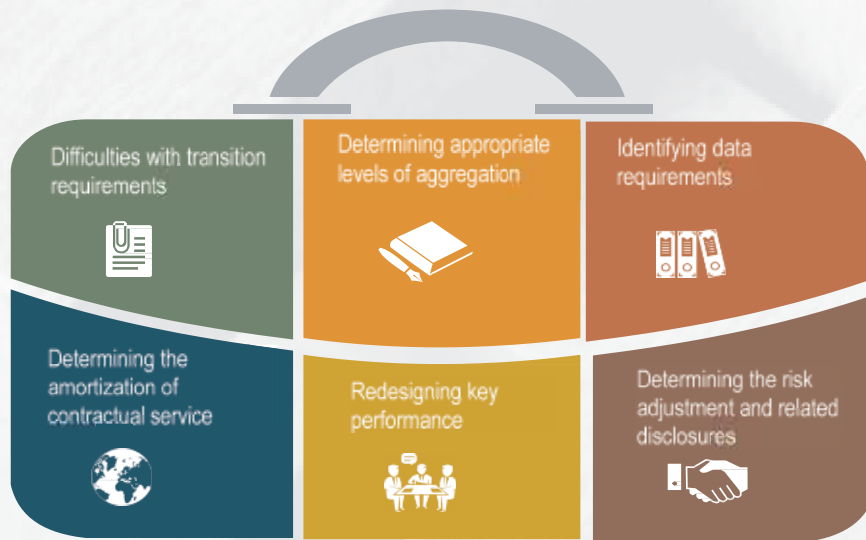 Difficulties with transition
requirements
Determining appropriate
levels of aggregation
Identifying data
requirements
Determining the
amortization of
contractual service
Redesigning key
performance
Determining the risk
adjustment and related
disclosures